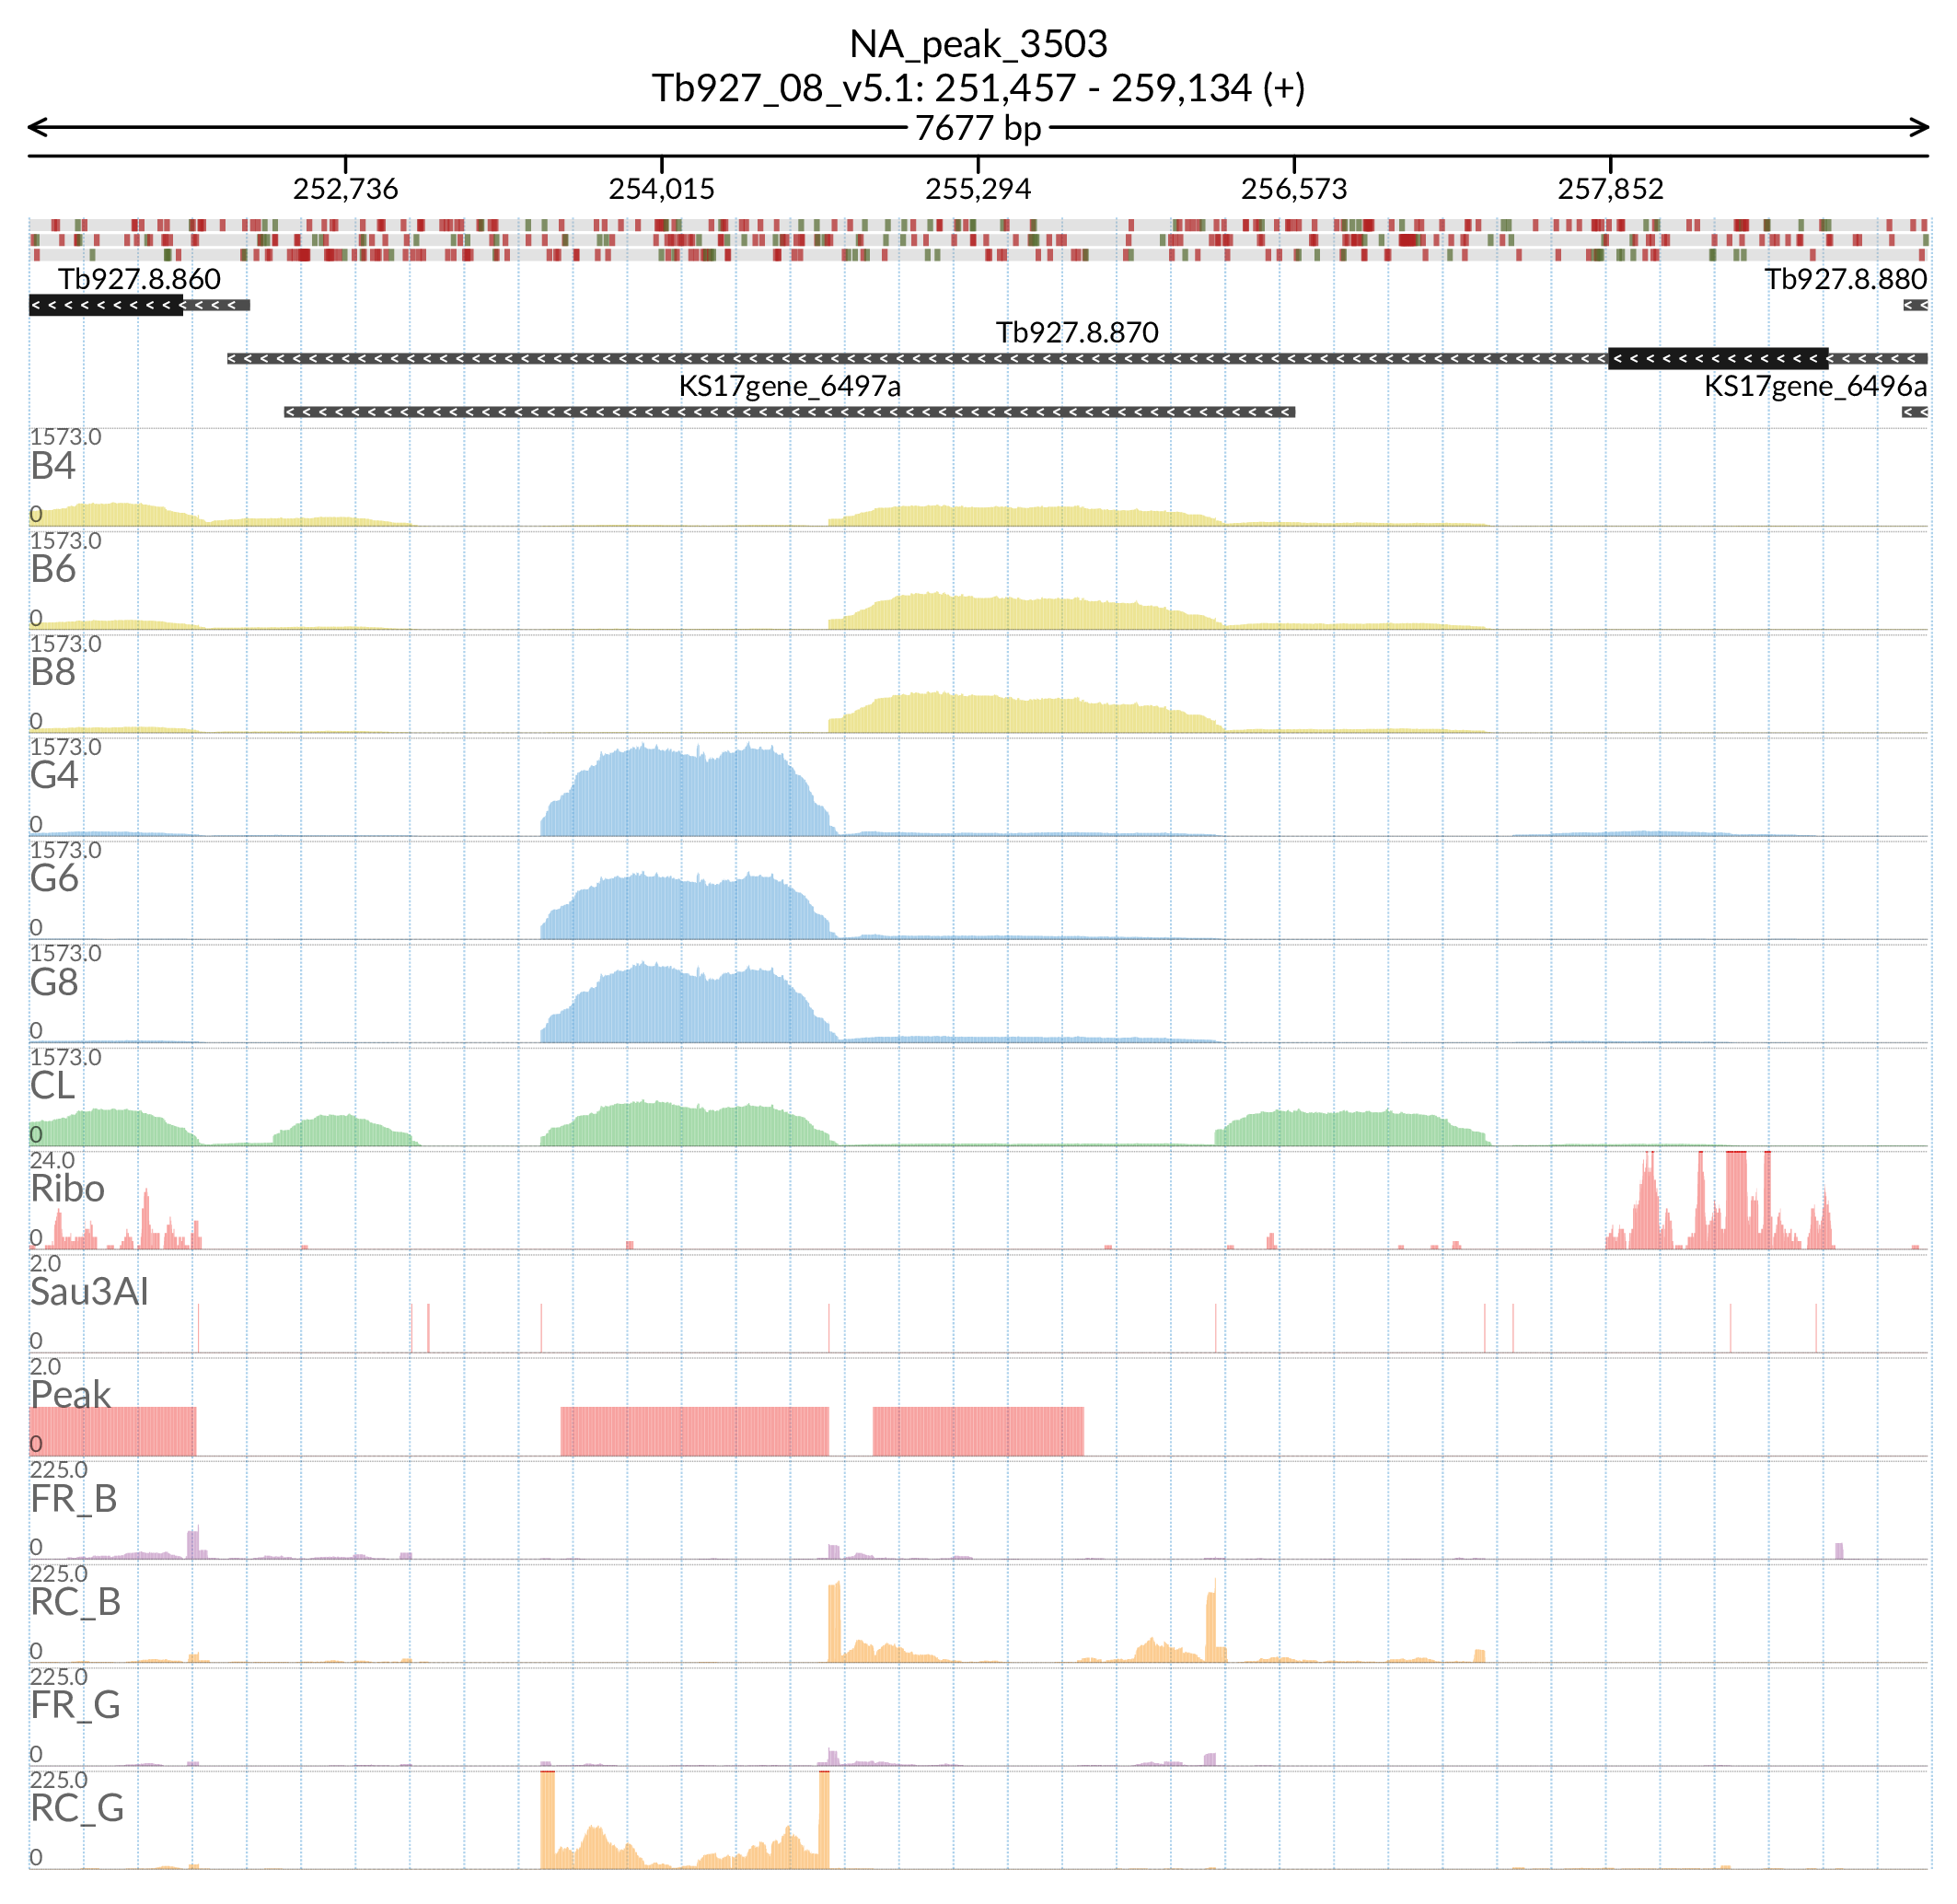 NA_peak_3503
Tb927_08_v5.1: 251,457 - 259,134 (+)
7677 bp
252,736 254,015 255,294 256,573 257,852
Tb927.8.860 Tb927.8.880
Tb927.8.870
KS17gene_6497a KS17gene_6496a
1573.0
B4
0
1573.0
B6
0
1573.0
B8
0
1573.0
G4
0
1573.0
G6
0
1573.0
G8
0
1573.0
CL
0
24.0
Ribo
0
2.0
Sau3AI
0
2.0
Peak
0
225.0
FR_B
0
225.0
RC_B
0
225.0
FR_G
0
225.0
RC_G
0